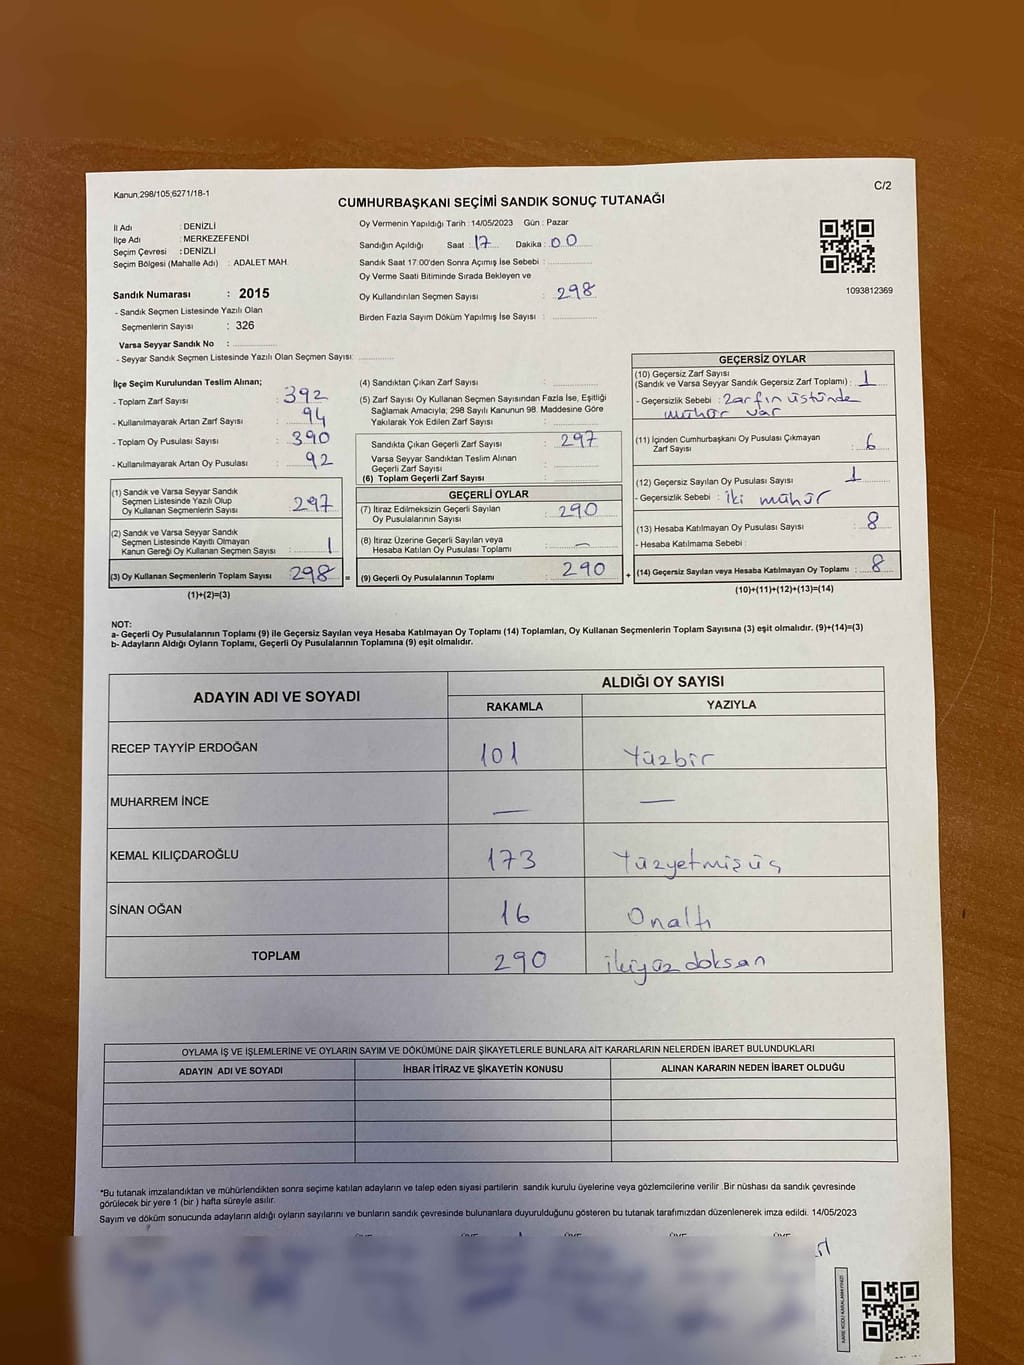 Kanun,298/105,6271/18-1
C/2
CUMHURBAŞKANI SEÇİMİ SANDIK SONUÇ TUTANAĞI
İl Adı : DENİZLİ
İlçe Adı : MERKEZEFENDİ
Seçim Çevresi : DENİZLİ
Seçim Bölgesi (Mahalle Adı) : ADALET MAH.
Sandık Numarası : 2015
- Sandık Seçmen Listesinde Yazılı Olan
Seçmenlerin Sayısı : 326
Varsa Seyyar Sandık No :
- Seyyar Sandık Seçmen Listesinde Yazılı Olan Seçmen Sayısı:
Oy Vermenin Yapıldığı Tarih : 14/05/2023 Gün : Pazar
Sandığın Açıldığı Saat : 17 Dakika : 00
Sandık Saat 17:00'den Sonra Açımış İse Sebebi :
Oy Verme Saati Bitiminde Sırada Bekleyen ve
Oy Kullandırılan Seçmen Sayısı : 298
Birden Fazla Sayım Döküm Yapılmış İse Sayısı :
1093812369
İlçe Seçim Kurulundan Teslim Alınan;
- Toplam Zarf Sayısı : 392
- Kullanılmayarak Artan Zarf Sayısı : 94
- Toplam Oy Pusulası Sayısı : 390
- Kullanılmayarak Artan Oy Pusulası : 92
(1) Sandık ve Varsa Seyyar Sandık
Seçmen Listesinde Yazılı Olup
Oy Kullanan Seçmenlerin Sayısı : 297
(2) Sandık ve Varsa Seyyar Sandık
Seçmen Listesinde Kayıtlı Olmayan
Kanun Gereği Oy Kullanan Seçmen Sayısı : 1
(3) Oy Kullanan Seçmenlerin Toplam Sayısı : 298 =
(1)+(2)=(3)
(4) Sandıktan Çıkan Zarf Sayısı :
(5) Zarf Sayısı Oy Kullanan Seçmen Sayısından Fazla İse, Eşitliği
Sağlamak Amacıyla, 298 Sayılı Kanunun 98. Maddesine Göre
Yakılarak Yok Edilen Zarf Sayısı :
Sandıkta Çıkan Geçerli Zarf Sayısı : 297
Varsa Seyyar Sandıktan Teslim Alınan
Geçerli Zarf Sayısı :
(6) Toplam Geçerli Zarf Sayısı :
GEÇERLİ OYLAR
(7) İtiraz Edilmeksizin Geçerli Sayılan
Oy Pusulalarının Sayısı : 290
(8) İtiraz Üzerine Geçerli Sayılan veya
Hesaba Katılan Oy Pusulası Toplamı : —
(9) Geçerli Oy Pusulalarının Toplamı : 290 +
GEÇERSİZ OYLAR
(10) Geçersiz Zarf Sayısı
(Sandık ve Varsa Seyyar Sandık Geçersiz Zarf Toplamı) : 1
- Geçersizlik Sebebi : Zarfın üstünde
mühür var
(11) İçinden Cumhurbaşkanı Oy Pusulası Çıkmayan
Zarf Sayısı : 6
(12) Geçersiz Sayılan Oy Pusulası Sayısı : 1
- Geçersizlik Sebebi : iki mühür
(13) Hesaba Katılmayan Oy Pusulası Sayısı : 8
- Hesaba Katılmama Sebebi :
(14) Geçersiz Sayılan veya Hesaba Katılmayan Oy Toplamı : 8
(10)+(11)+(12)+(13)=(14)
NOT:
a- Geçerli Oy Pusulalarının Toplamı (9) ile Geçersiz Sayılan veya Hesaba Katılmayan Oy Toplamı (14) Toplamları, Oy Kullanan Seçmenlerin Toplam Sayısına (3) eşit olmalıdır. (9)+(14)=(3)
b- Adayların Aldığı Oyların Toplamı, Geçerli Oy Pusulalarının Toplamına (9) eşit olmalıdır.
ADAYIN ADI VE SOYADI ALDIĞI OY SAYISI
RAKAMLA YAZIYLA
RECEP TAYYİP ERDOĞAN 101 Yüzbir
MUHARREM İNCE — —
KEMAL KILIÇDAROĞLU 173 Yüzyetmişüç
SİNAN OĞAN 16 Onaltı
TOPLAM 290 ikiyüz doksan
OYLAMA İŞ VE İŞLEMLERİNE VE OYLARIN SAYIM VE DÖKÜMÜNE DAİR ŞİKAYETLERLE BUNLARA AİT KARARLARIN NELERDEN İBARET BULUNDUKLARI
ADAYIN ADI VE SOYADI İHBAR İTİRAZ VE ŞİKAYETİN KONUSU ALINAN KARARIN NEDEN İBARET OLDUĞU
*Bu tutanak imzalandıktan ve mühürlendikten sonra seçime katılan adayların ve talep eden siyasi partilerin sandık kurulu üyelerine veya gözlemcilerine verilir .Bir nüshası da sandık çevresinde
görülecek bir yere 1 (bir ) hafta süreyle asılır.
Sayım ve döküm sonucunda adayların aldığı oyların sayılarını ve bunların sandık çevresinde bulunanlara duyurulduğunu gösteren bu tutanak tarafımızdan düzenlenerek imza edildi. 14/05/2023